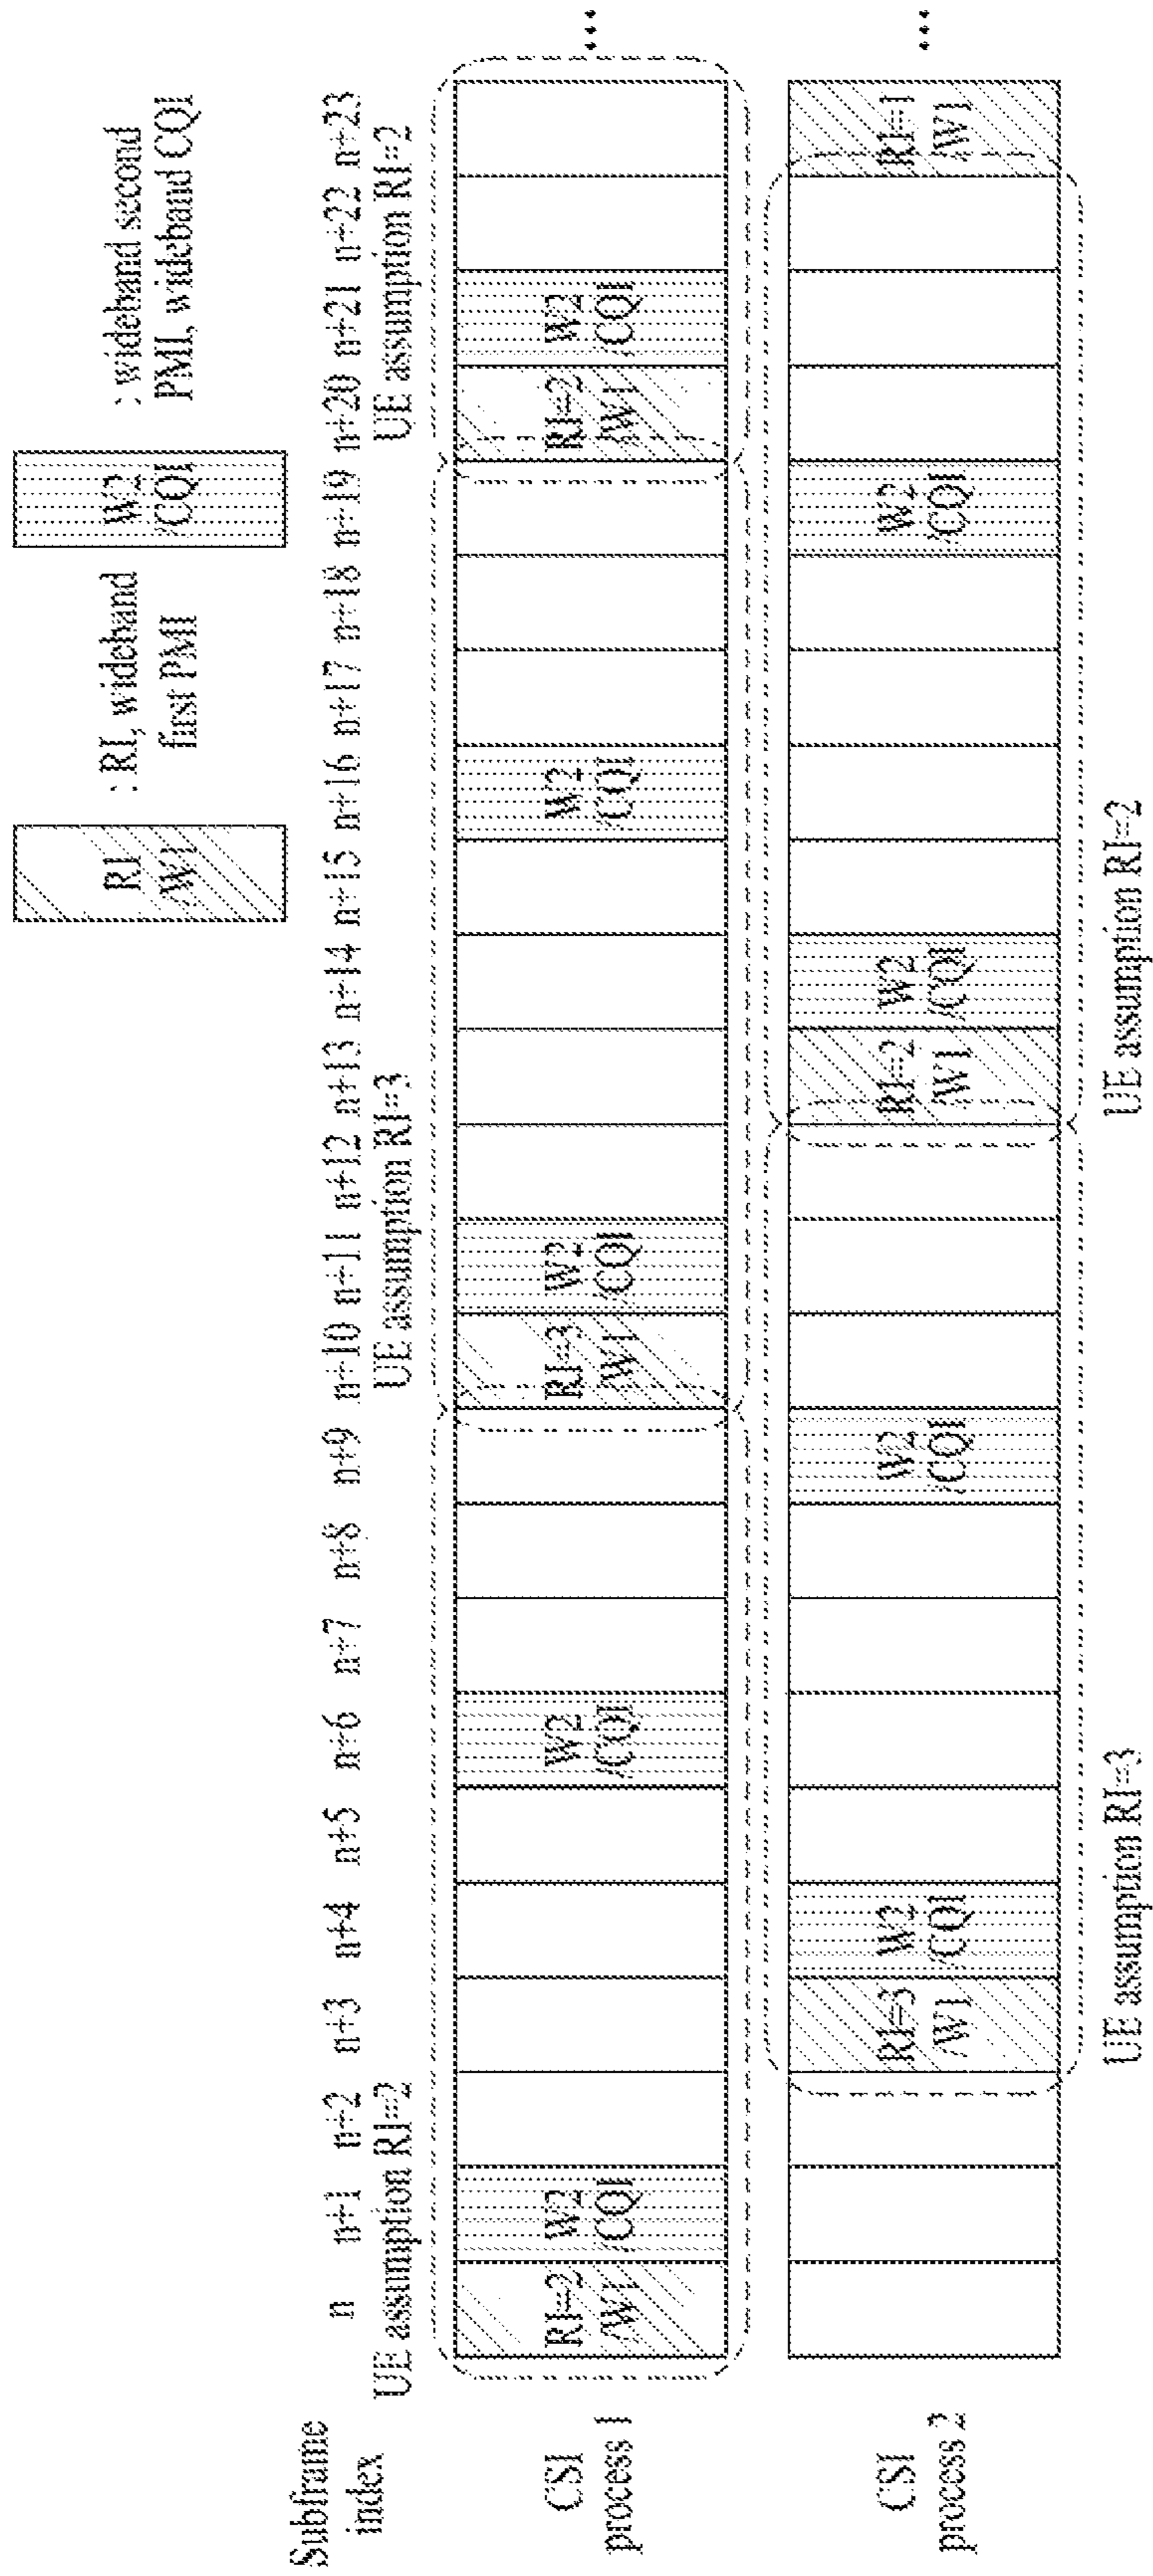 RI
/W1
: RI, wideband
first PMI
W2
/CQI
: wideband second
PMI, wideband CQI
Subframe
index
n n+1 n+2 n+3 n+4 n+5 n+6 n+7 n+8 n+9 n+10 n+11 n+12 n+13 n+14 n+15 n+16 n+17 n+18 n+19 n+20 n+21 n+22 n+23
UE assumption RI=2
UE assumption RI=3
UE assumption RI=2
CSI
process 1
RI=2
/W1
W2
/CQI
W2
/CQI
RI=3
/W1
W2
/CQI
W2
/CQI
RI=2
/W1
W2
/CQI
...
CSI
process 2
RI=3
/W1
W2
/CQI
W2
/CQI
RI=2
/W1
W2
/CQI
W2
/CQI
RI=1
/W1
...
UE assumption RI=3
UE assumption RI=2